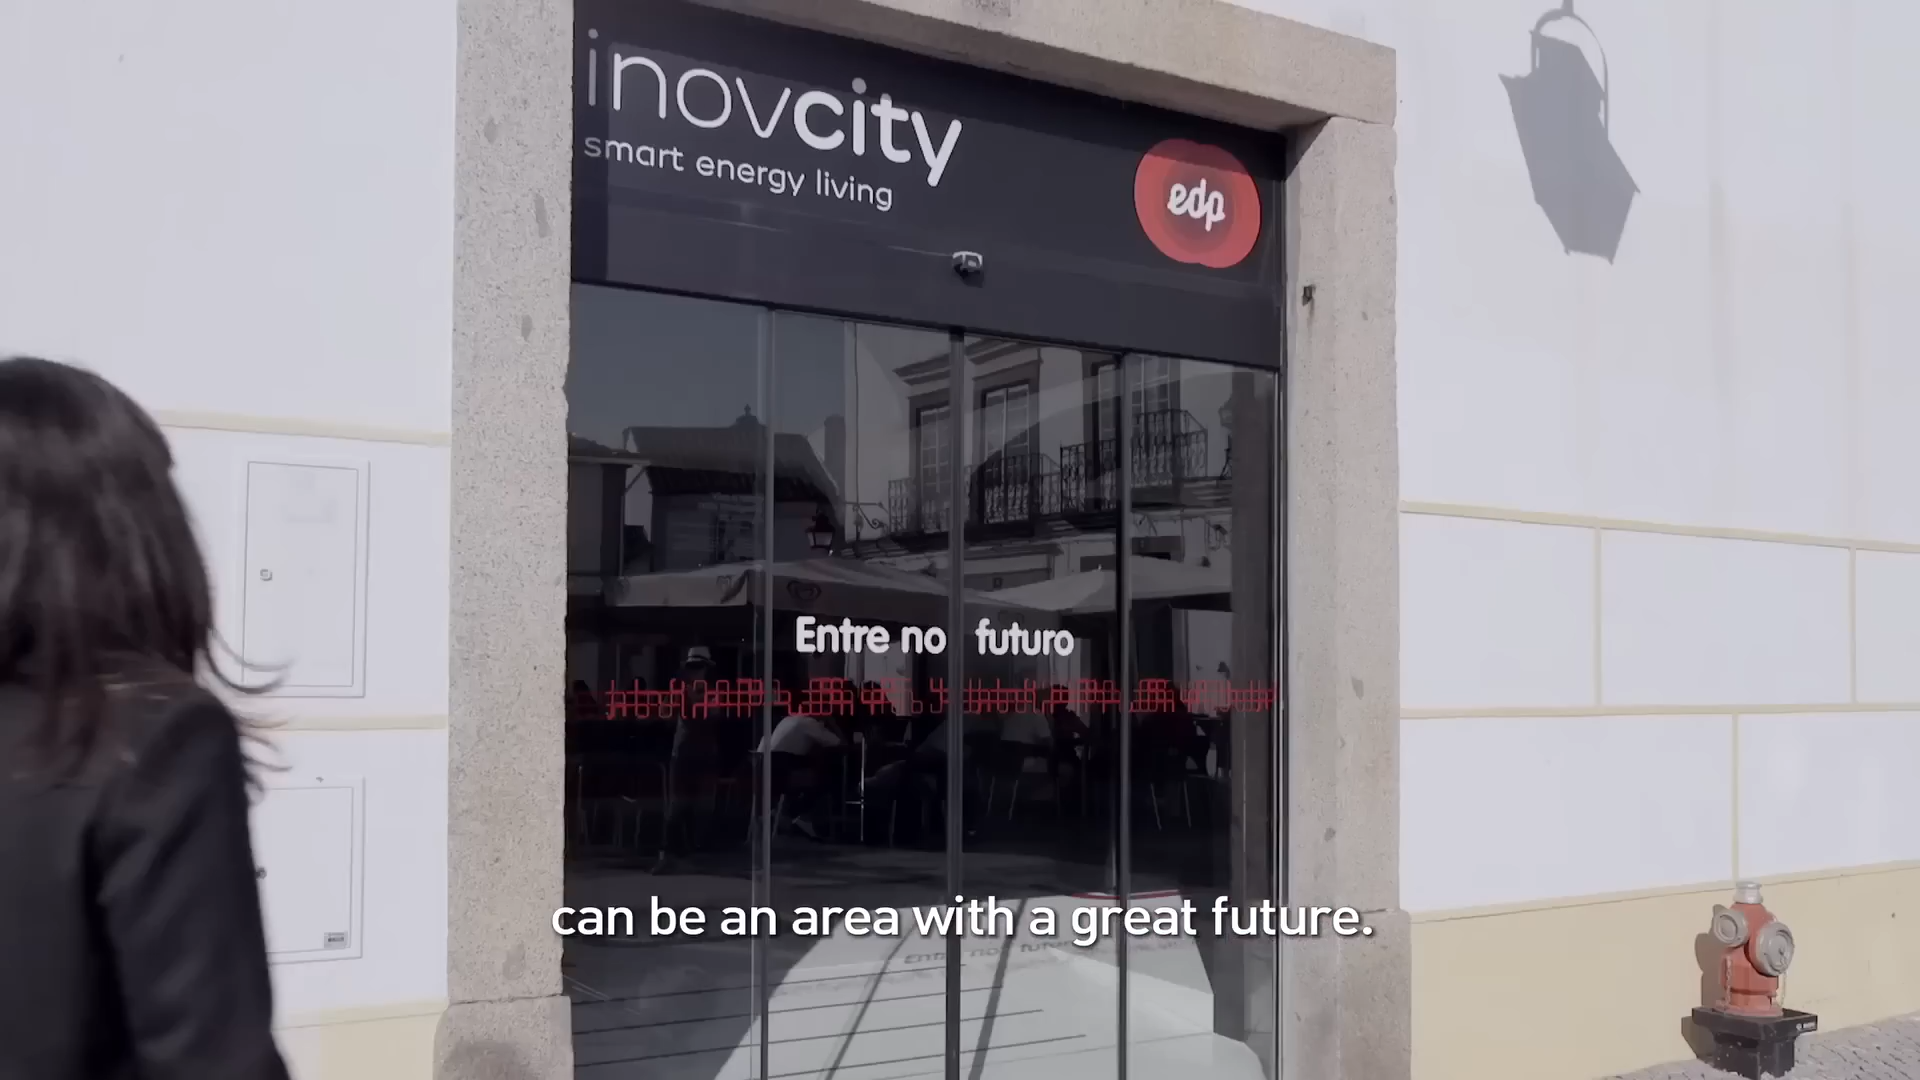 inovcity
smart energy living
edp
Entre no futuro
can be an area with a great future.